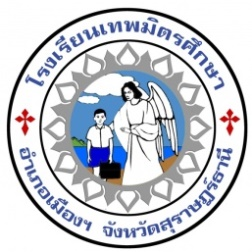 โรงเรียนเทพมิตรศึกษา
อำเภอเมืองฯ จังหวัดสุราษฎร์ธานี